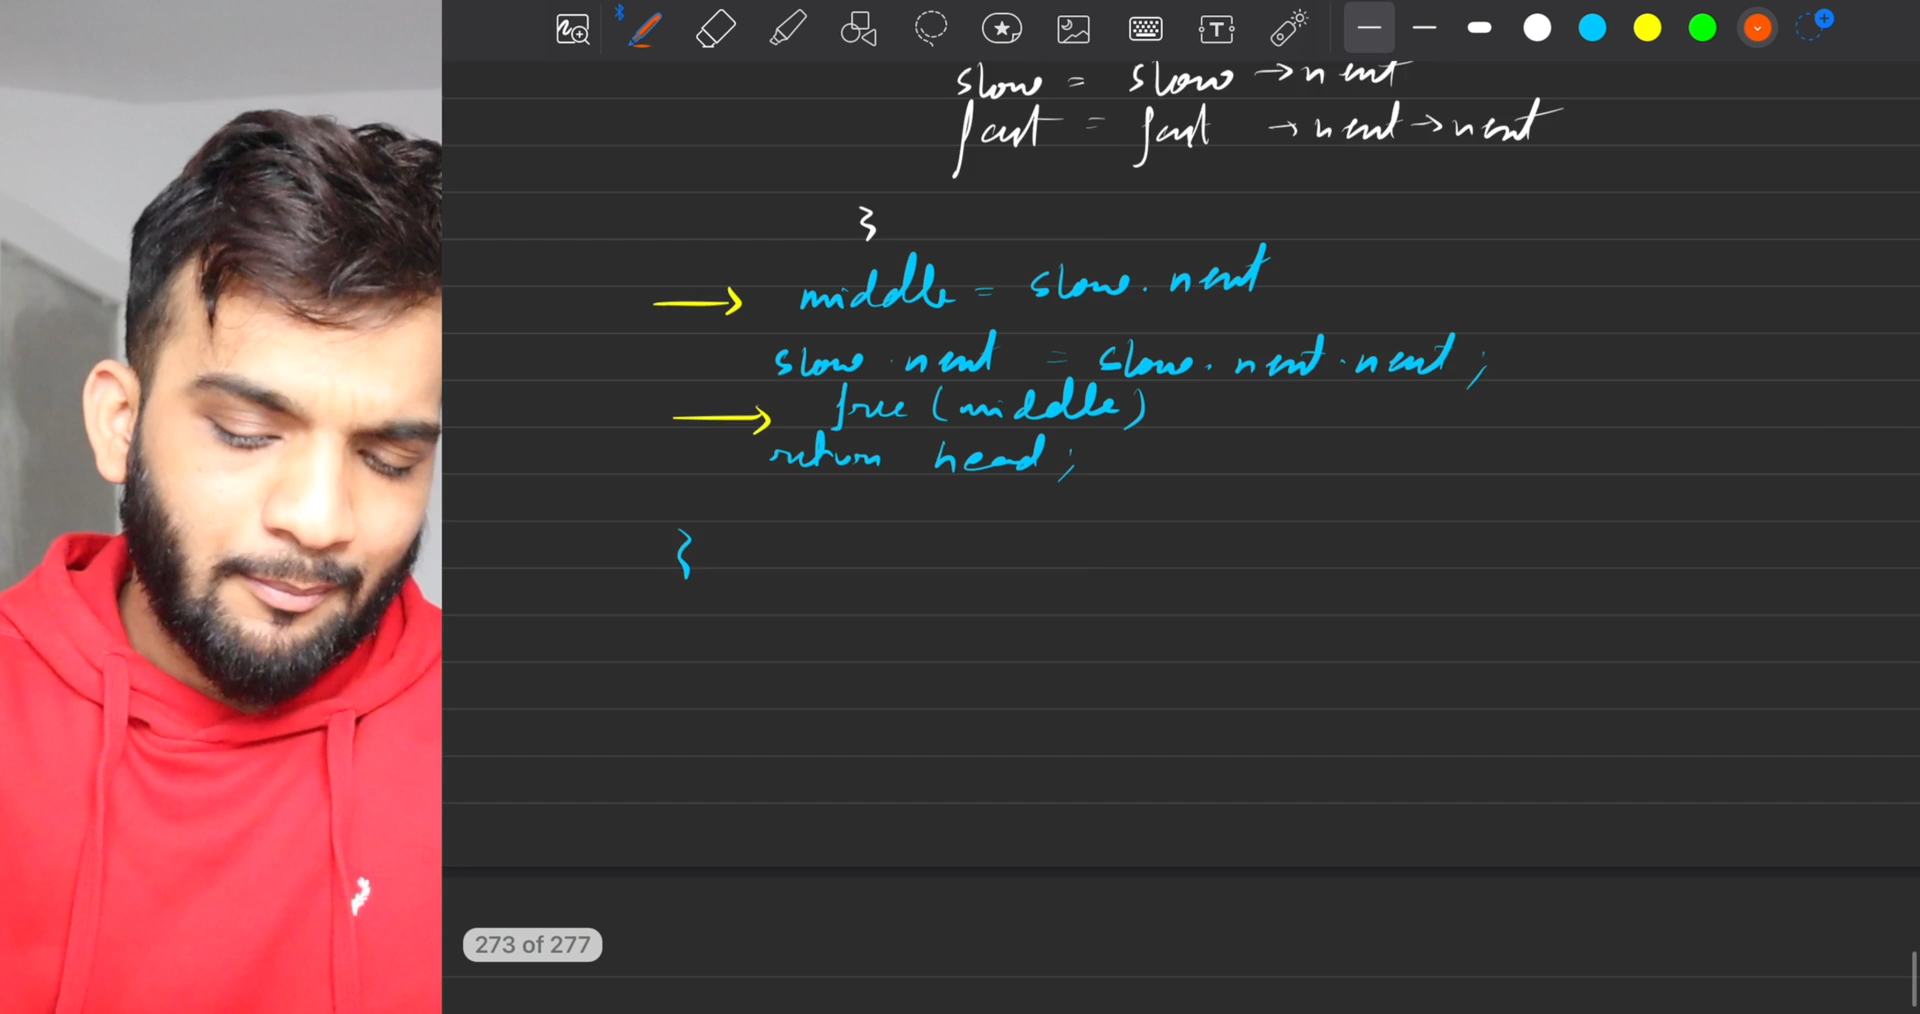 slow = slow → next
fast = fast → next → next
}
→ middle = slow. next
slow. next = slow. next. next;
→ free (middle)
return head;
}
273 of 277